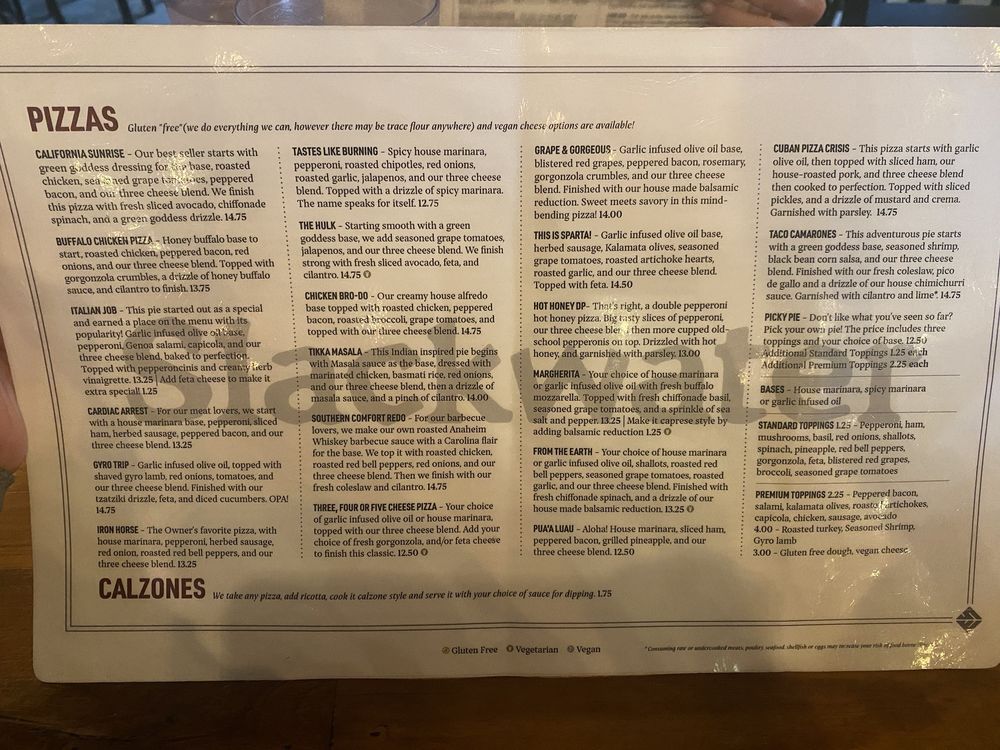 PIZZAS Gluten "free"(we do everything we can, however there may be trace flour anywhere) and vegan cheese options are available!
CALIFORNIA SUNRISE – Our best seller starts with
green goddess dressing for the base, roasted
chicken, seasoned grape tomatoes, peppered
bacon, and our three cheese blend. We finish
this pizza with fresh sliced avocado, chiffonade
spinach, and a green goddess drizzle. 14.75
BUFFALO CHICKEN PIZZA – Honey buffalo base to
start, roasted chicken, peppered bacon, red
onions, and our three cheese blend. Topped with
gorgonzola crumbles, a drizzle of honey buffalo
sauce, and cilantro to finish. 13.75
ITALIAN JOB – This pie started out as a special
and earned a place on the menu with its
popularity! Garlic infused olive oil base,
pepperoni, Genoa salami, capicola, and our
three cheese blend, baked to perfection.
Topped with pepperoncinis and creamy herb
vinaigrette. 13.25 | Add feta cheese to make it
extra special! 1.25
CARDIAC ARREST – For our meat lovers, we start
with a house marinara base, pepperoni, sliced
ham, herbed sausage, peppered bacon, and our
three cheese blend. 13.25
GYRO TRIP – Garlic infused olive oil, topped with
shaved gyro lamb, red onions, tomatoes, and
our three cheese blend. Finished with our
tzatziki drizzle, feta, and diced cucumbers. OPA!
14.75
IRON HORSE – The Owner's favorite pizza, with
house marinara, pepperoni, herbed sausage,
red onion, roasted red bell peppers, and our
three cheese blend. 13.25
TASTES LIKE BURNING – Spicy house marinara,
pepperoni, roasted chipotles, red onions,
roasted garlic, jalapenos, and our three cheese
blend. Topped with a drizzle of spicy marinara.
The name speaks for itself. 12.75
THE HULK – Starting smooth with a green
goddess base, we add seasoned grape tomatoes,
jalapenos, and our three cheese blend. We finish
strong with fresh sliced avocado, feta, and
cilantro. 14.75
CHICKEN BRO-DO – Our creamy house alfredo
base topped with roasted chicken, peppered
bacon, roasted broccoli, grape tomatoes, and
topped with our three cheese blend. 14.75
TIKKA MASALA – This Indian inspired pie begins
with Masala sauce as the base, dressed with
marinated chicken, basmati rice, red onions,
and our three cheese blend, then a drizzle of
masala sauce, and a pinch of cilantro. 14.00
SOUTHERN COMFORT REDO – For our barbecue
lovers, we make our own roasted Anaheim
Whiskey barbecue sauce with a Carolina flair
for the base. We top it with roasted chicken,
roasted red bell peppers, red onions, and our
three cheese blend. Then we finish with our
fresh coleslaw and cilantro. 14.75
THREE, FOUR OR FIVE CHEESE PIZZA – Your choice
of garlic infused olive oil or house marinara,
topped with our three cheese blend. Add your
choice of fresh gorgonzola, and/or feta cheese
to finish this classic. 12.50
GRAPE & GORGEOUS – Garlic infused olive oil base,
blistered red grapes, peppered bacon, rosemary,
gorgonzola crumbles, and our three cheese
blend. Finished with our house made balsamic
reduction. Sweet meets savory in this mind-
bending pizza! 14.00
THIS IS SPARTA! – Garlic infused olive oil base,
herbed sausage, Kalamata olives, seasoned
grape tomatoes, roasted artichoke hearts,
roasted garlic, and our three cheese blend.
Topped with feta. 14.50
HOT HONEY DP– That's right, a double pepperoni
hot honey pizza. Big tasty slices of pepperoni,
our three cheese blend then more cupped old-
school pepperonis on top. Drizzled with hot
honey, and garnished with parsley. 13.00
MARGHERITA – Your choice of house marinara
or garlic infused olive oil with fresh buffalo
mozzarella. Topped with fresh chiffonade basil,
seasoned grape tomatoes, and a sprinkle of sea
salt and pepper. 13.25 | Make it caprese style by
adding balsamic reduction 1.25
FROM THE EARTH – Your choice of house marinara
or garlic infused olive oil, shallots, roasted red
bell peppers, seasoned grape tomatoes, roasted
garlic, and our three cheese blend. Finished with
fresh chiffonade spinach, and a drizzle of our
house made balsamic reduction. 13.25
PU'A LUAU – Aloha! House marinara, sliced ham,
peppered bacon, grilled pineapple, and our
three cheese blend. 12.50
CUBAN PIZZA CRISIS – This pizza starts with garlic
olive oil, then topped with sliced ham, our
house-roasted pork, and three cheese blend
then cooked to perfection. Topped with sliced
pickles, and a drizzle of mustard and crema.
Garnished with parsley. 14.75
TACO CAMARONES – This adventurous pie starts
with a green goddess base, seasoned shrimp,
black bean corn salsa, and our three cheese
blend. Finished with our fresh coleslaw, pico
de gallo and a drizzle of our house chimichurri
sauce. Garnished with cilantro and lime*. 14.75
PICKY PIE – Don't like what you've seen so far?
Pick your own pie! The price includes three
toppings and your choice of base. 12.50
Additional Standard Toppings 1.25 each
Additional Premium Toppings 2.25 each
BASES – House marinara, spicy marinara
or garlic infused oil
STANDARD TOPPINGS 1.25 – Pepperoni, ham,
mushrooms, basil, red onions, shallots,
spinach, pineapple, red bell peppers,
gorgonzola, feta, blistered red grapes,
broccoli, seasoned grape tomatoes
PREMIUM TOPPINGS 2.25 – Peppered bacon,
salami, kalamata olives, roasted artichokes,
capicola, chicken, sausage, avocado
4.00 – Roasted turkey, Seasoned Shrimp,
Gyro lamb
3.00 – Gluten free dough, vegan cheese
CALZONES We take any pizza, add ricotta, cook it calzone style and serve it with your choice of sauce for dipping. 1.75
Gluten Free Vegetarian Vegan
*Consuming raw or undercooked meats, poultry, seafood, shellfish or eggs may increase your risk of food borne